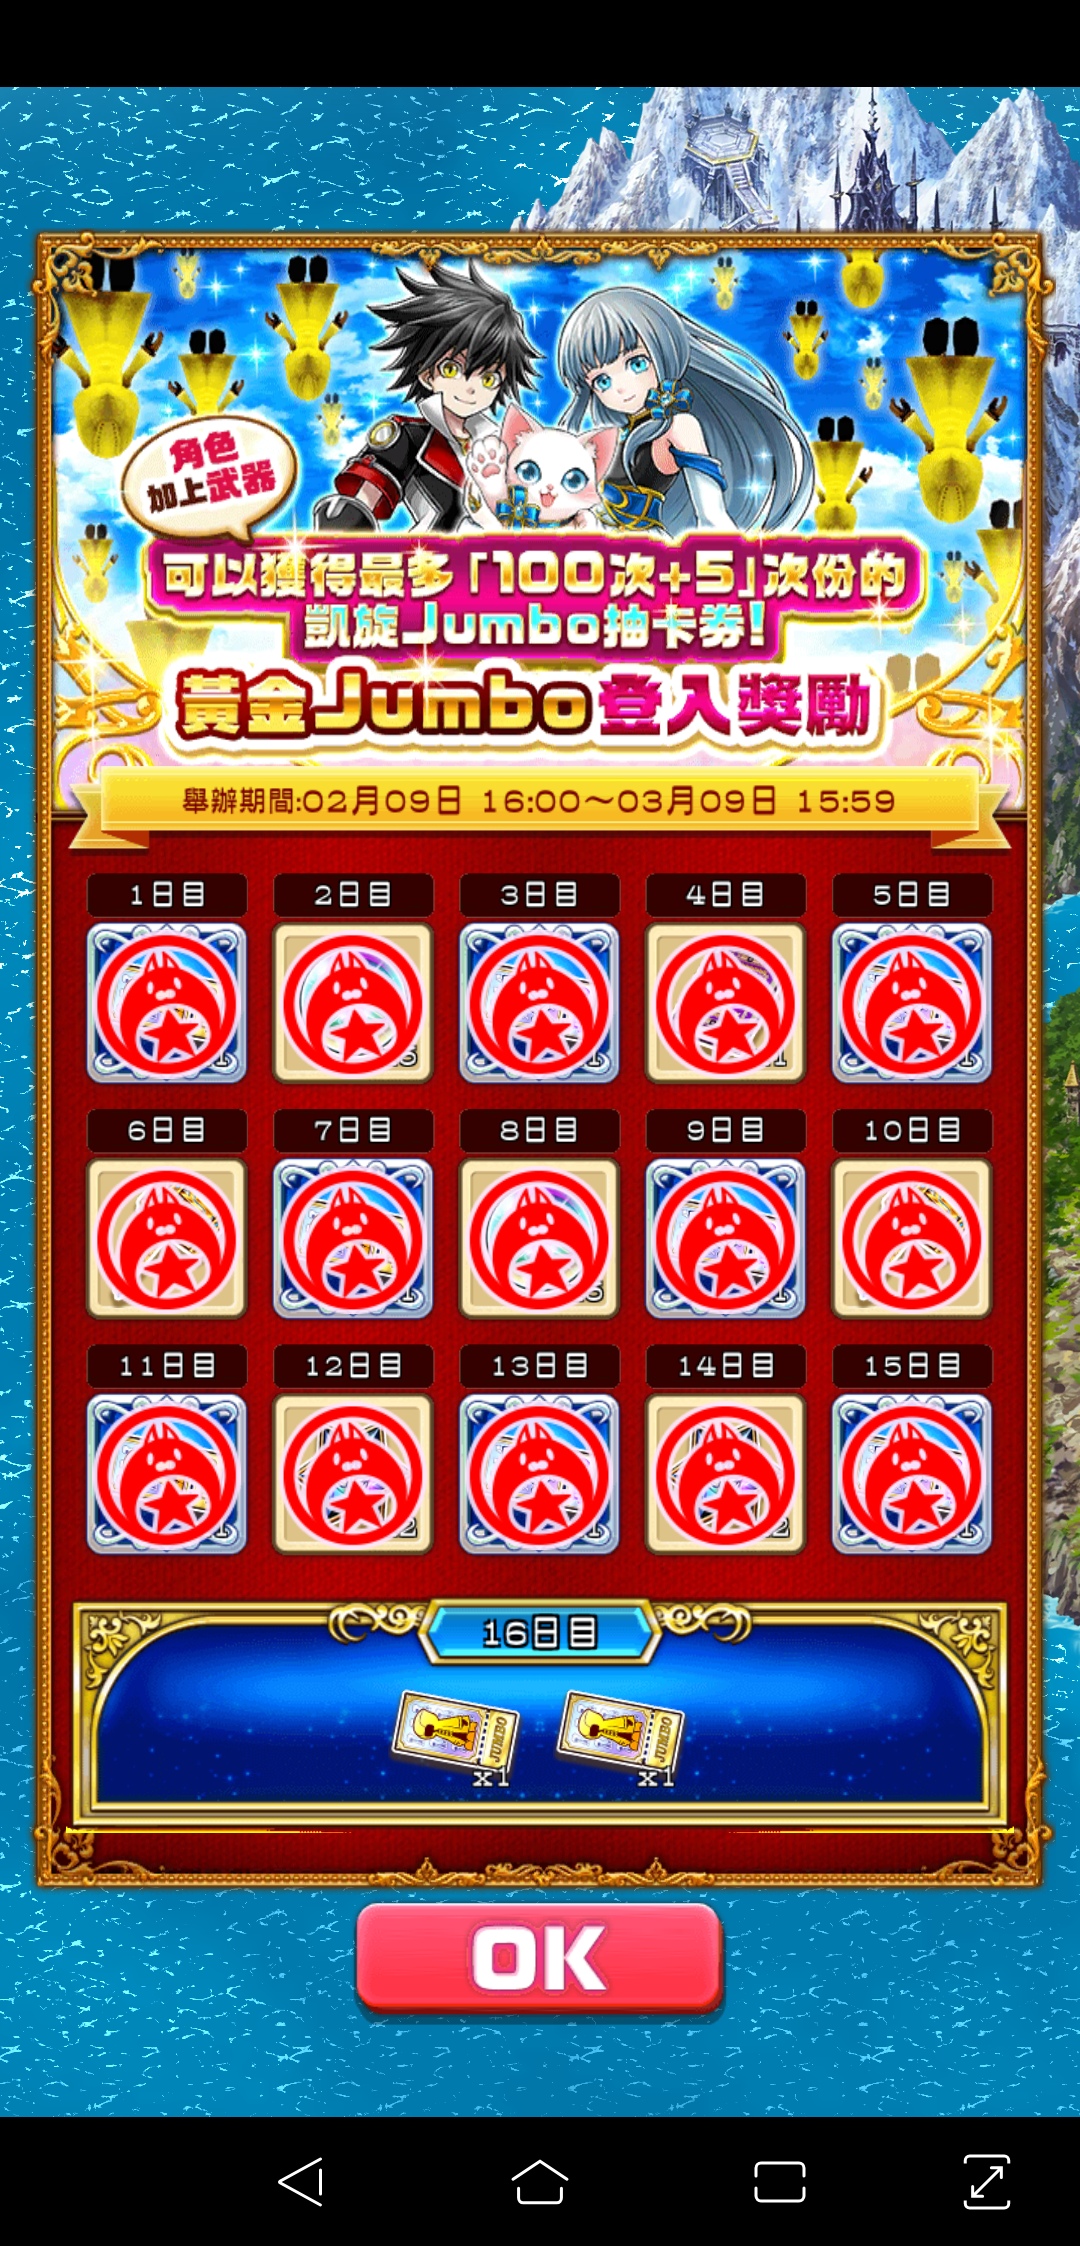 角色
加上武器
可以獲得最多「100次+5」次份的
凱旋Jumbo抽卡券!
黃金Jumbo登入獎勵
舉辦期間:02月09日 16:00～03月09日 15:59
1日目 2日目 3日目 4日目 5日目
6日目 7日目 8日目 9日目 10日目
11日目 12日目 13日目 14日目 15日目
16日目
JUMBO JUMBO
x1 x1
OK